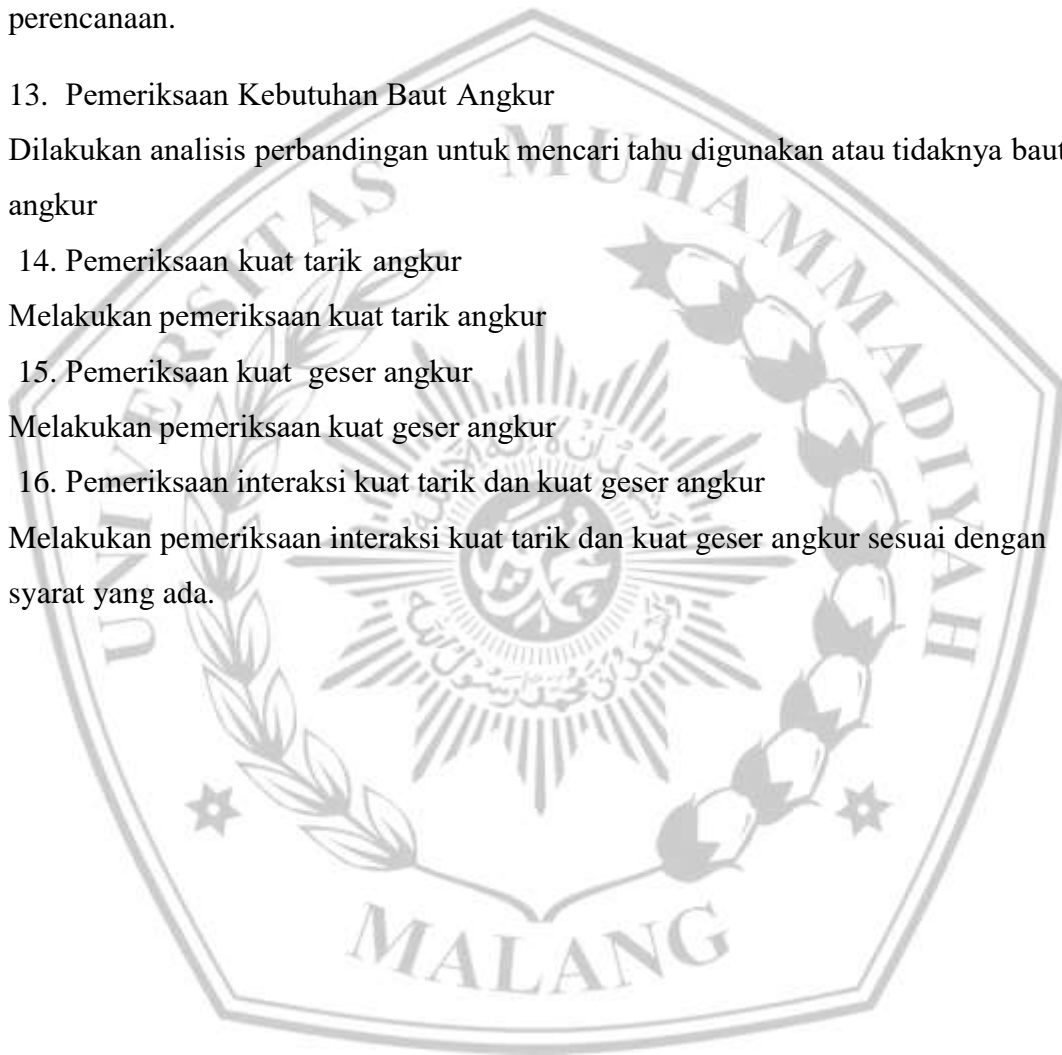 perencanaan.
13. Pemeriksaan Kebutuhan Baut Angkur
Dilakukan analisis perbandingan untuk mencari tahu digunakan atau tidaknya baut
angkur
14. Pemeriksaan kuat tarik angkur
Melakukan pemeriksaan kuat tarik angkur
15. Pemeriksaan kuat geser angkur
Melakukan pemeriksaan kuat geser angkur
16. Pemeriksaan interaksi kuat tarik dan kuat geser angkur
Melakukan pemeriksaan interaksi kuat tarik dan kuat geser angkur sesuai dengan
syarat yang ada.
UNIVERSITAS MUHAMMADIYAH
MALANG